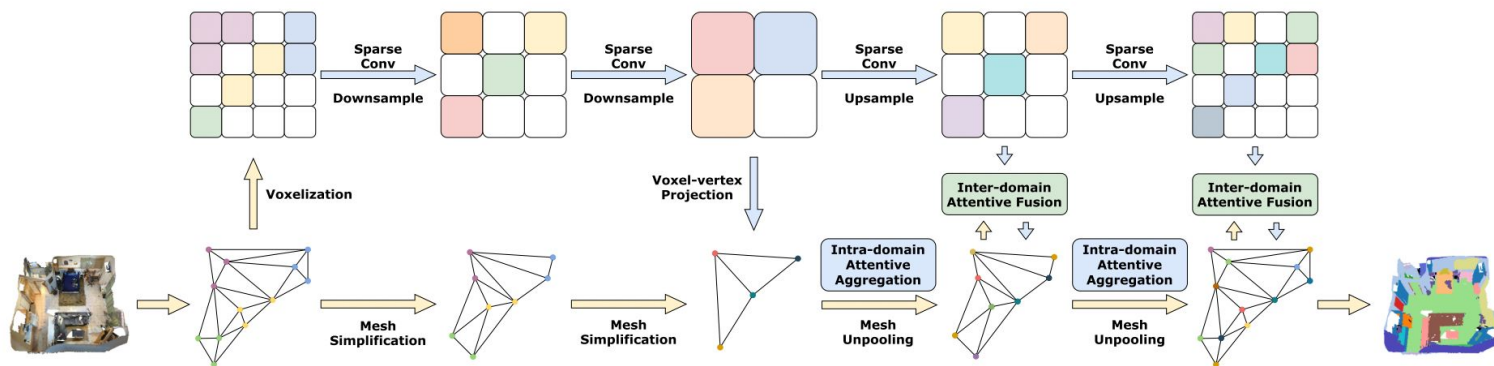 Sparse
Conv
Downsample
Sparse
Conv
Downsample
Sparse
Conv
Upsample
Sparse
Conv
Upsample
Voxelization
Voxel-vertex
Projection
Inter-domain
Attentive Fusion
Inter-domain
Attentive Fusion
Intra-domain
Attentive
Aggregation
Intra-domain
Attentive
Aggregation
Mesh
Simplification
Mesh
Simplification
Mesh
Unpooling
Mesh
Unpooling